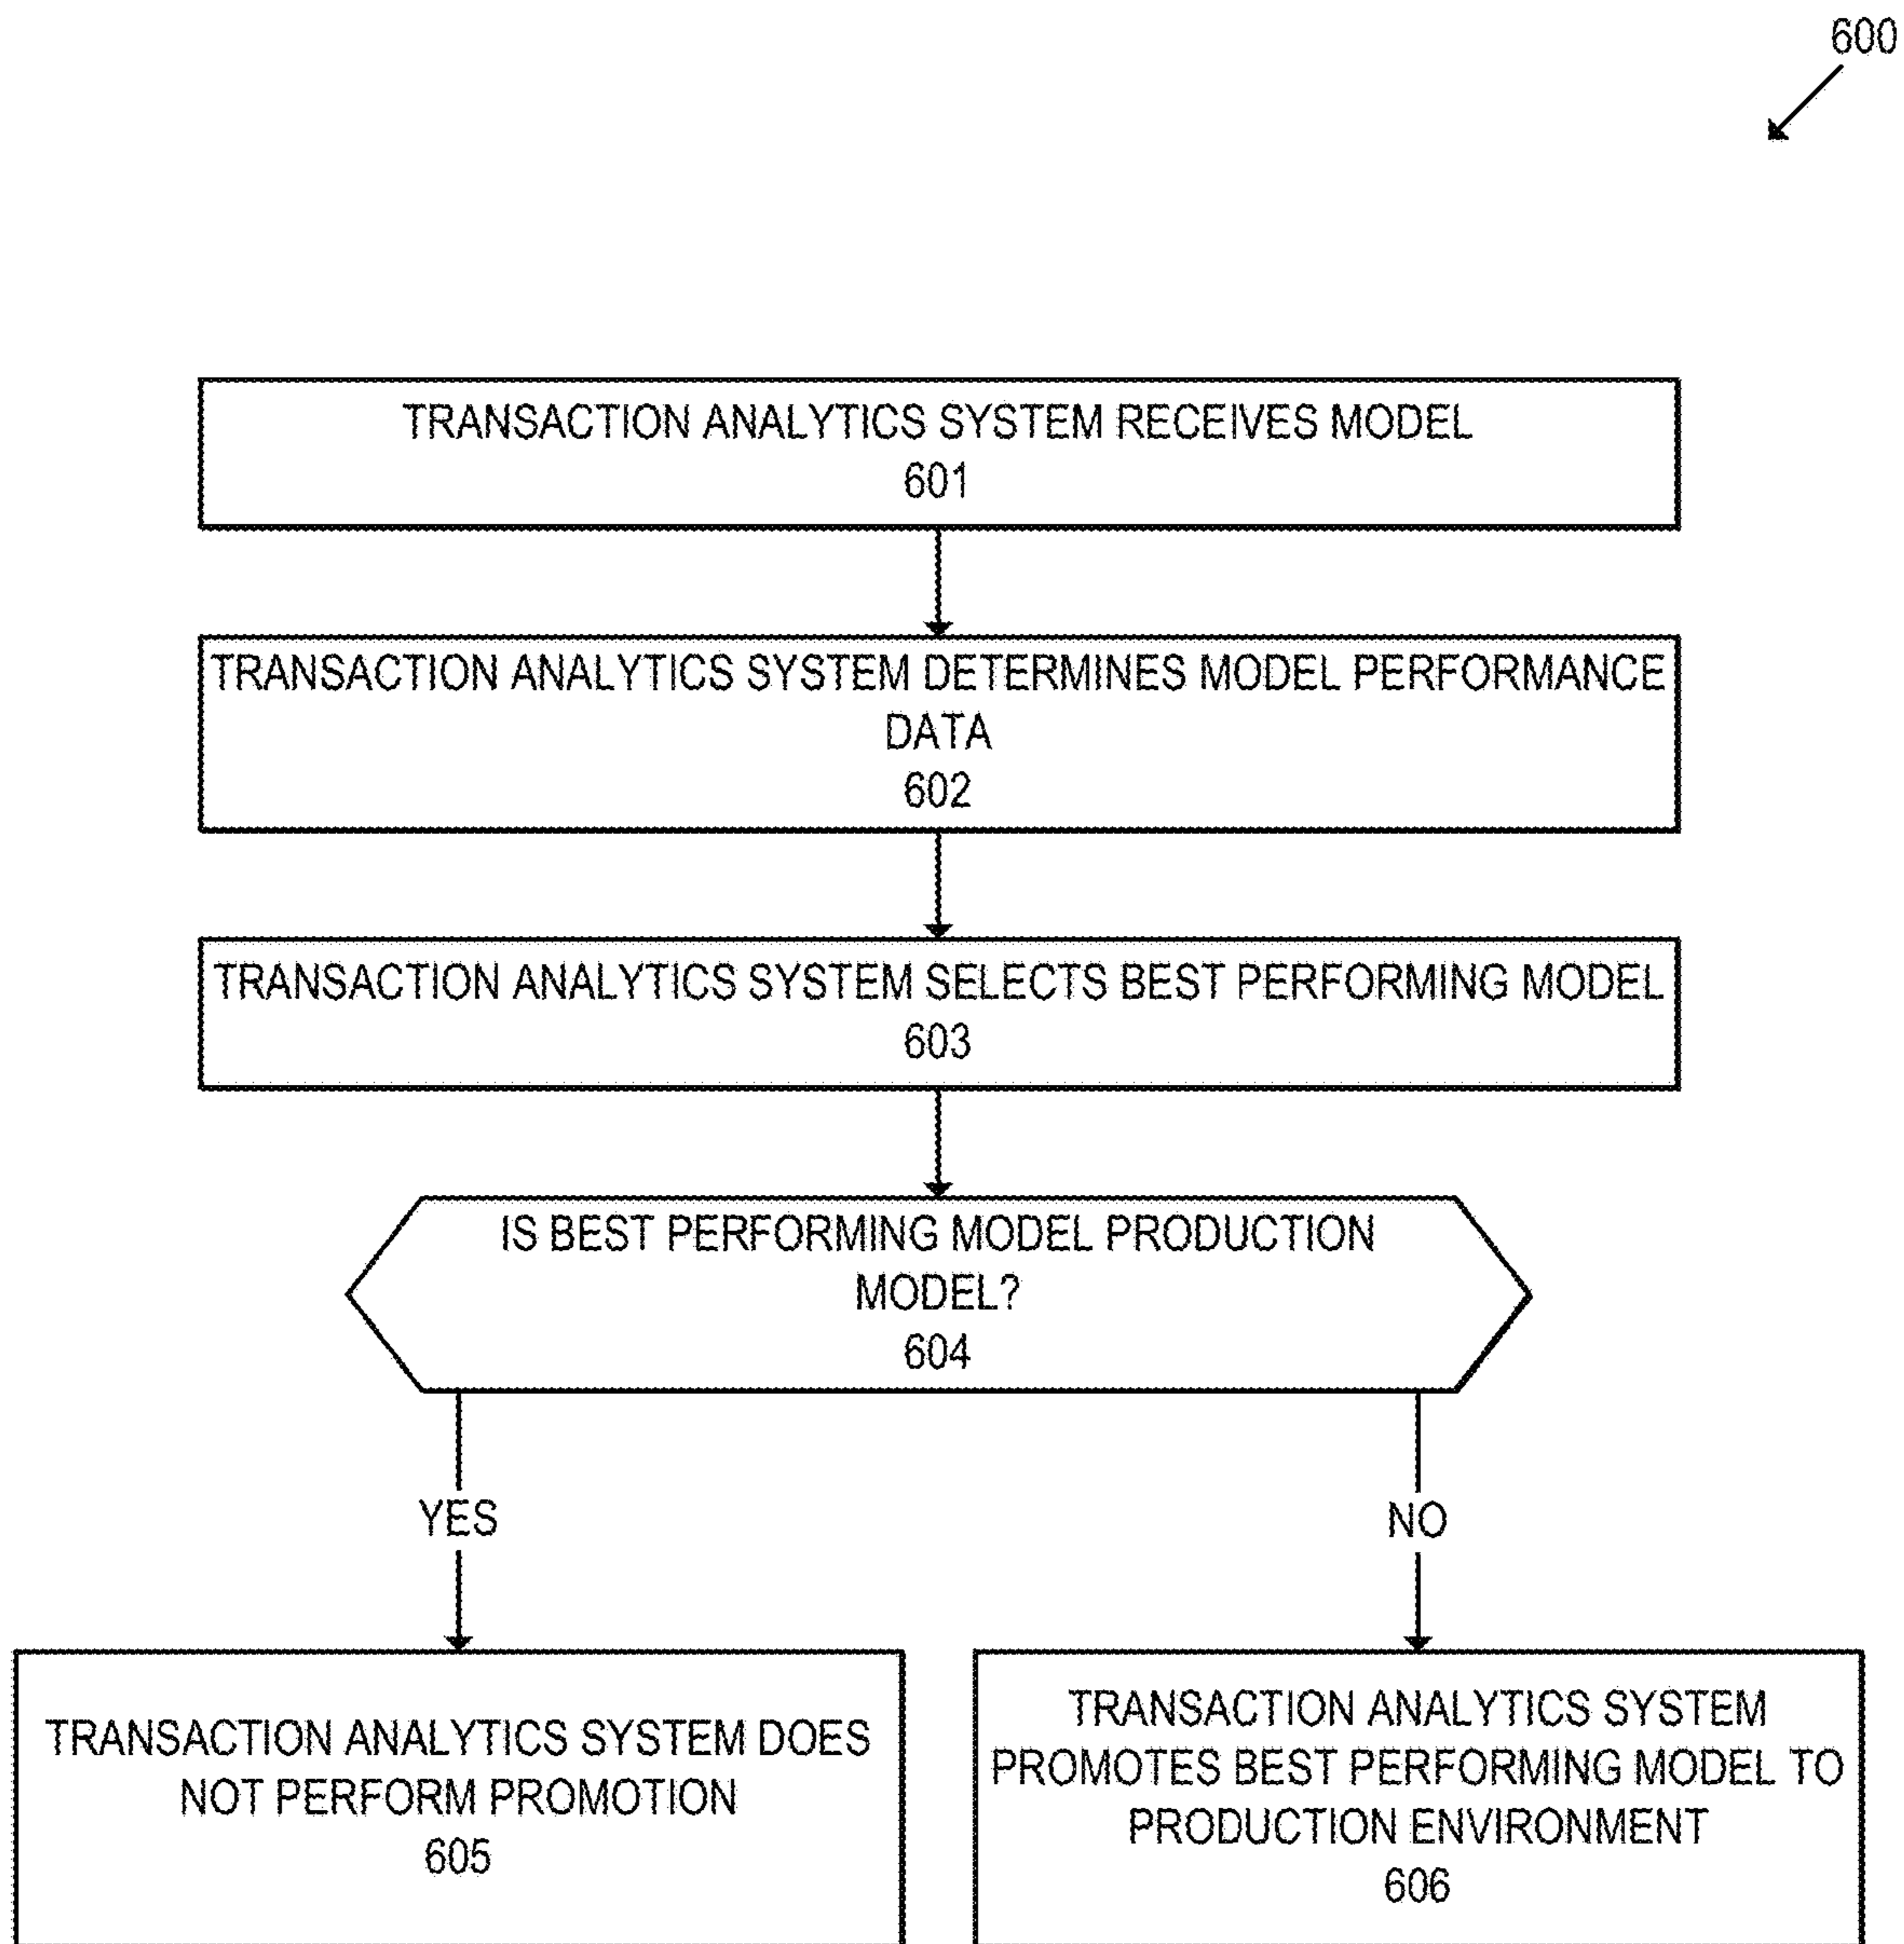 600
TRANSACTION ANALYTICS SYSTEM RECEIVES MODEL
601
TRANSACTION ANALYTICS SYSTEM DETERMINES MODEL PERFORMANCE
DATA
602
TRANSACTION ANALYTICS SYSTEM SELECTS BEST PERFORMING MODEL
603
IS BEST PERFORMING MODEL PRODUCTION
MODEL?
604
YES
NO
TRANSACTION ANALYTICS SYSTEM DOES
NOT PERFORM PROMOTION
605
TRANSACTION ANALYTICS SYSTEM
PROMOTES BEST PERFORMING MODEL TO
PRODUCTION ENVIRONMENT
606